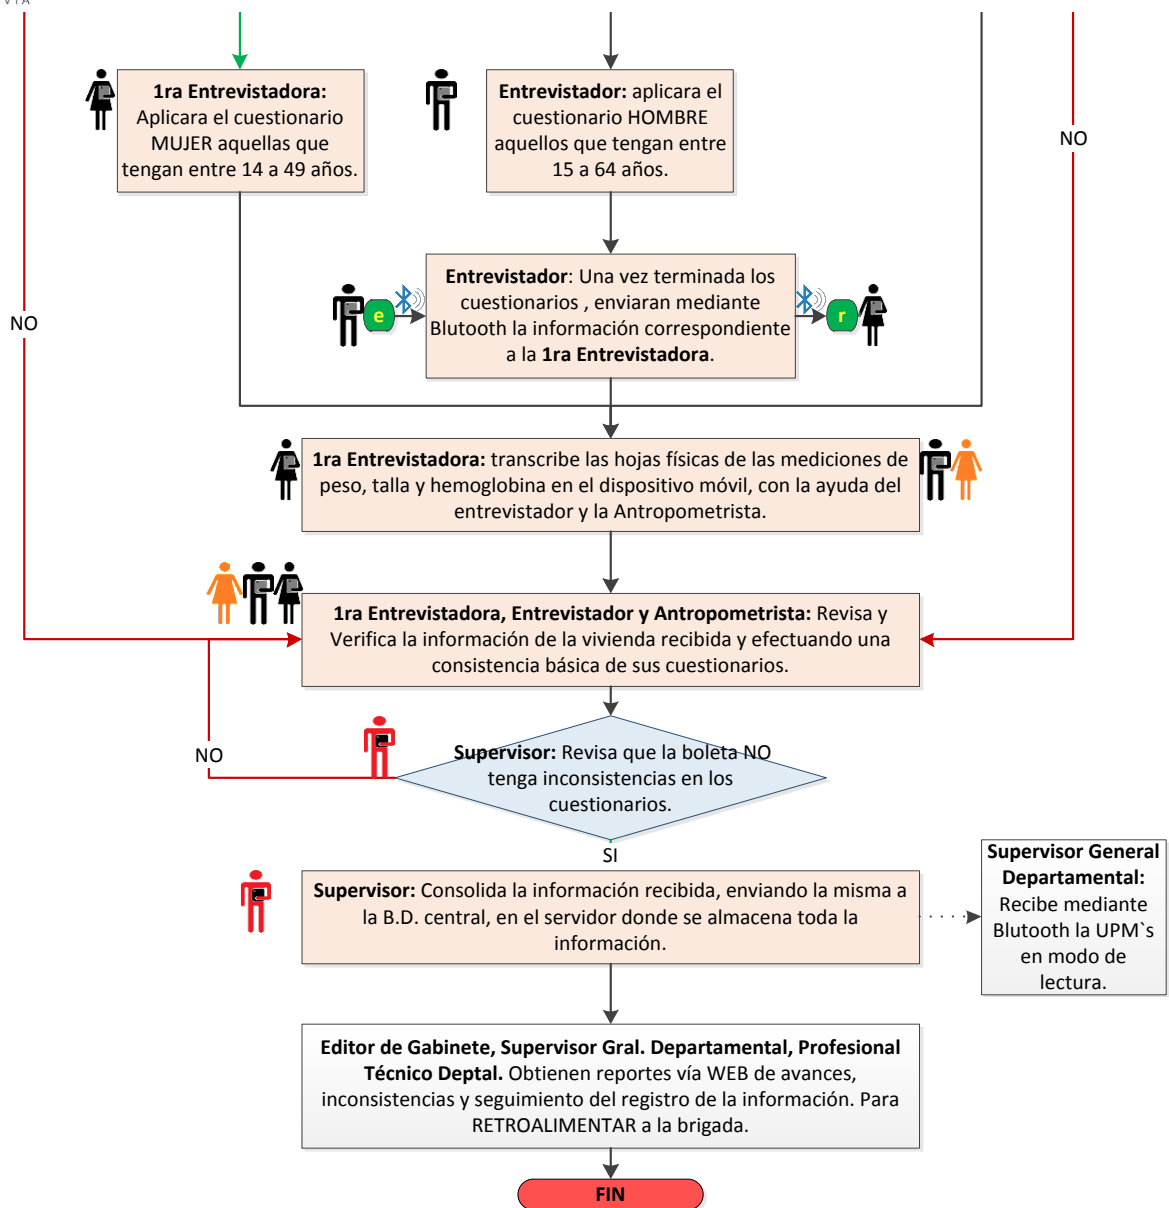 V I A
1ra Entrevistadora:
Aplicara el cuestionario
MUJER aquellas que
tengan entre 14 a 49 años.
Entrevistador: aplicara el
cuestionario HOMBRE
aquellos que tengan entre
15 a 64 años.
NO
NO
Entrevistador: Una vez terminada los
cuestionarios , enviaran mediante
Blutooth la información correspondiente
a la 1ra Entrevistadora.
e
r
1ra Entrevistadora: transcribe las hojas físicas de las mediciones de
peso, talla y hemoglobina en el dispositivo móvil, con la ayuda del
entrevistador y la Antropometrista.
1ra Entrevistadora, Entrevistador y Antropometrista: Revisa y
Verifica la información de la vivienda recibida y efectuando una
consistencia básica de sus cuestionarios.
NO
Supervisor: Revisa que la boleta NO
tenga inconsistencias en los
cuestionarios.
SI
Supervisor: Consolida la información recibida, enviando la misma a
la B.D. central, en el servidor donde se almacena toda la
información.
Supervisor General
Departamental:
Recibe mediante
Blutooth la UPM`s
en modo de
lectura.
Editor de Gabinete, Supervisor Gral. Departamental, Profesional
Técnico Deptal. Obtienen reportes vía WEB de avances,
inconsistencias y seguimiento del registro de la información. Para
RETROALIMENTAR a la brigada.
FIN